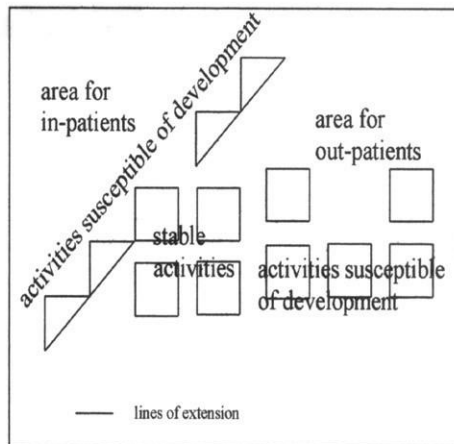 area for
in-patients
activities susceptible of development
area for
out-patients
stable
activities
activities susceptible
of development
lines of extension